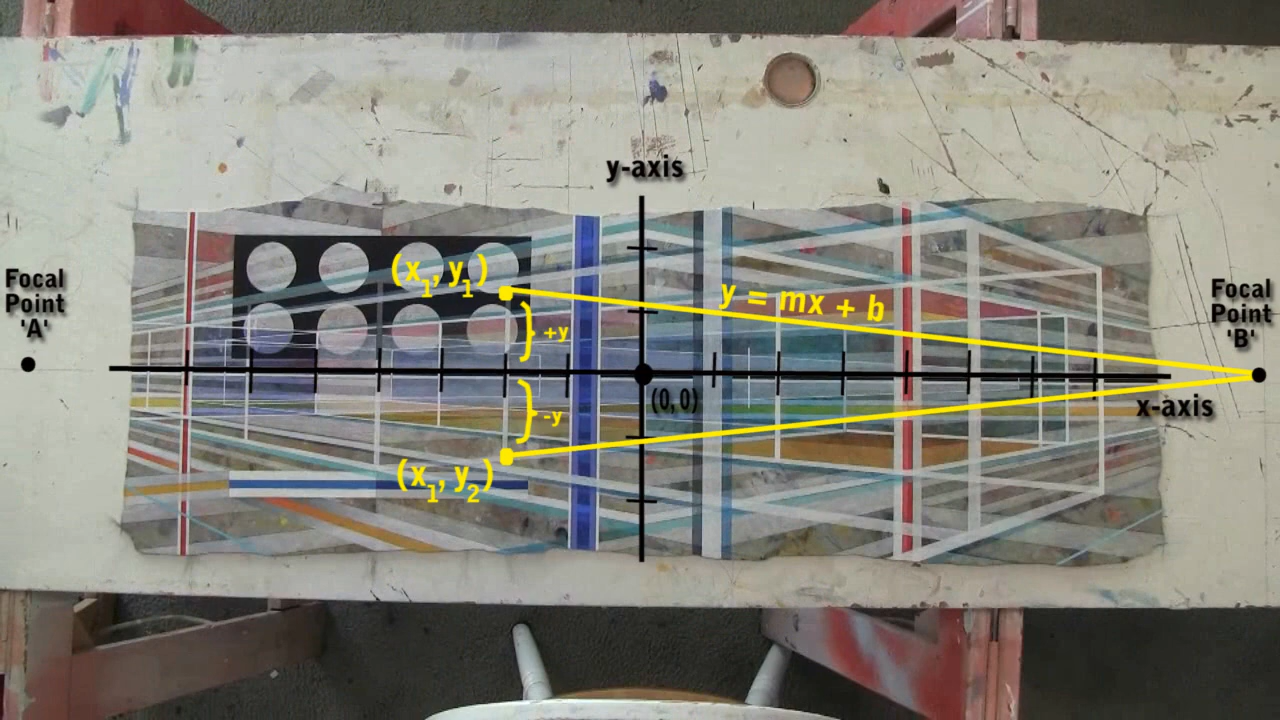 y-axis
Focal
Point
'A'
(x₁, y₁)
+y
y = mx + b
Focal
Point
'B'
(0, 0)
x-axis
-y
(x₁, y₂)